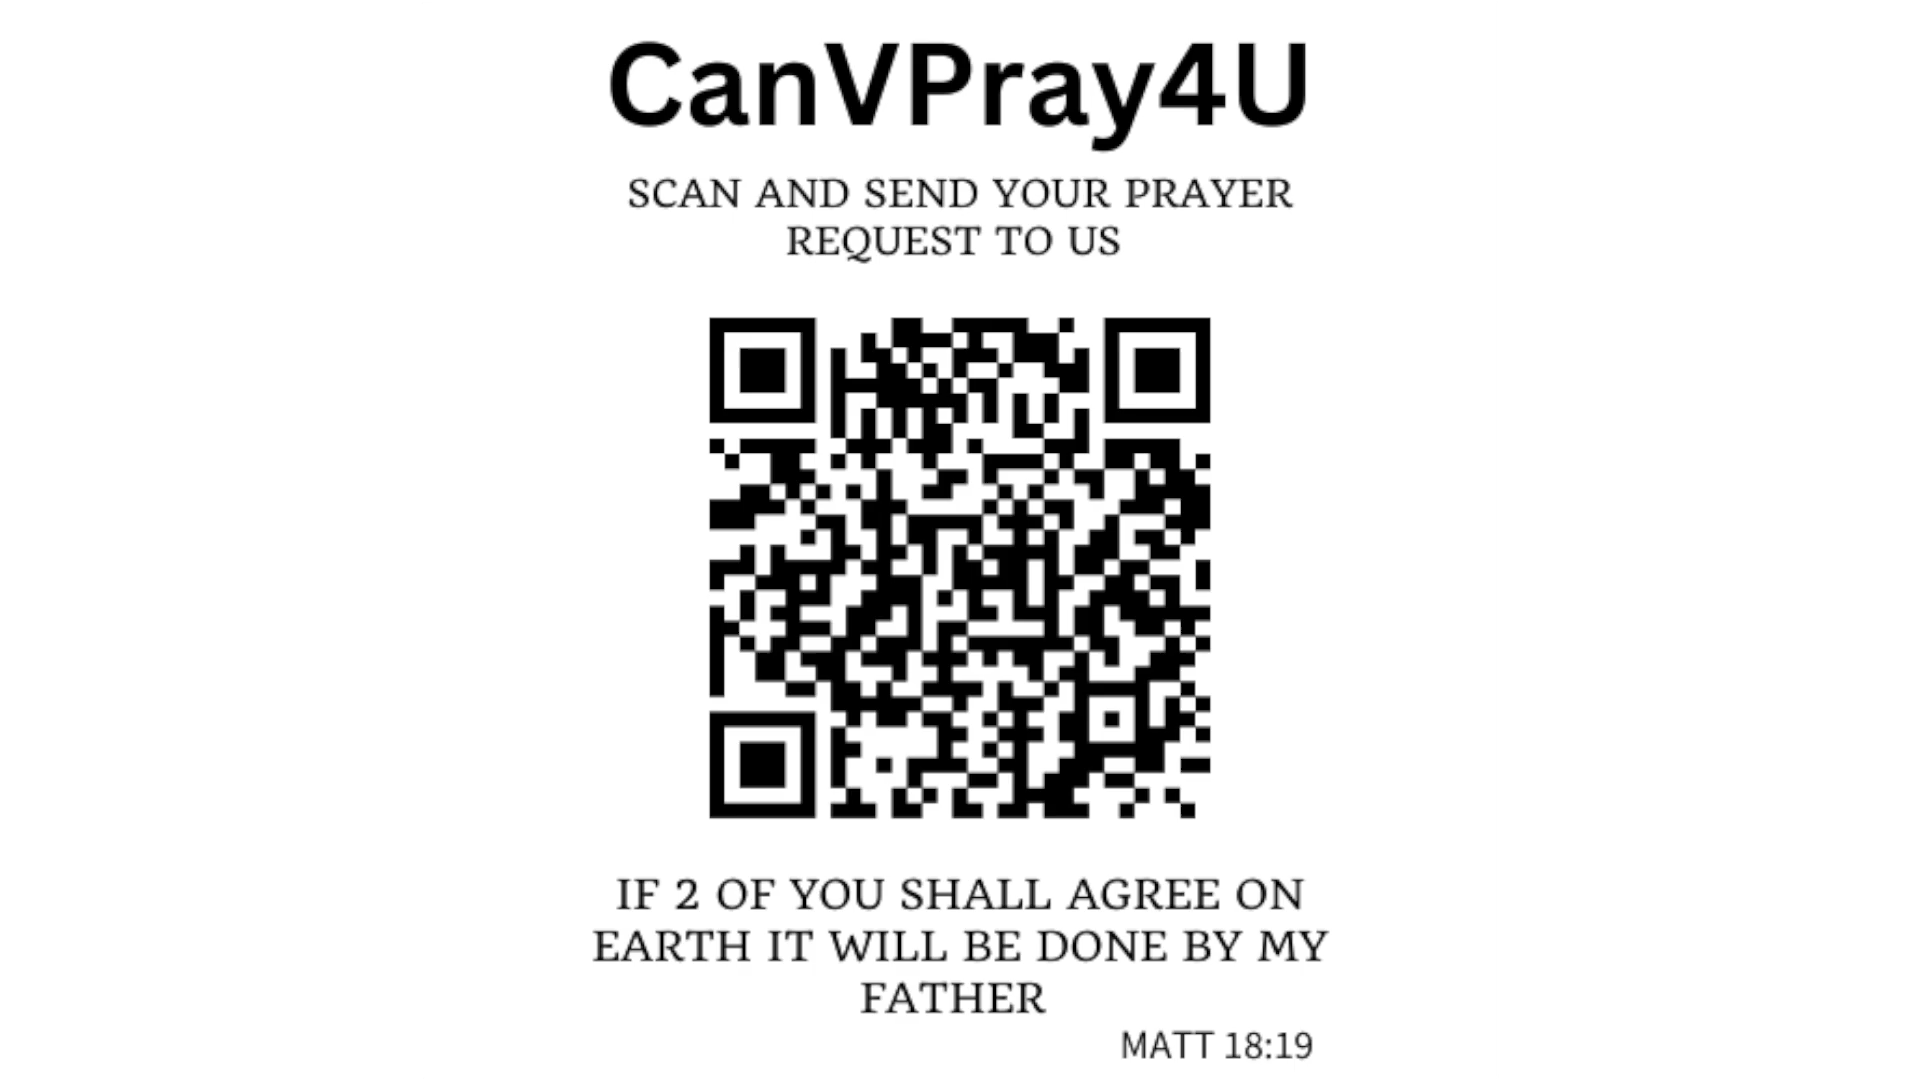 CanVPray4U
SCAN AND SEND YOUR PRAYER
REQUEST TO US
IF 2 OF YOU SHALL AGREE ON
EARTH IT WILL BE DONE BY MY
FATHER
MATT 18:19